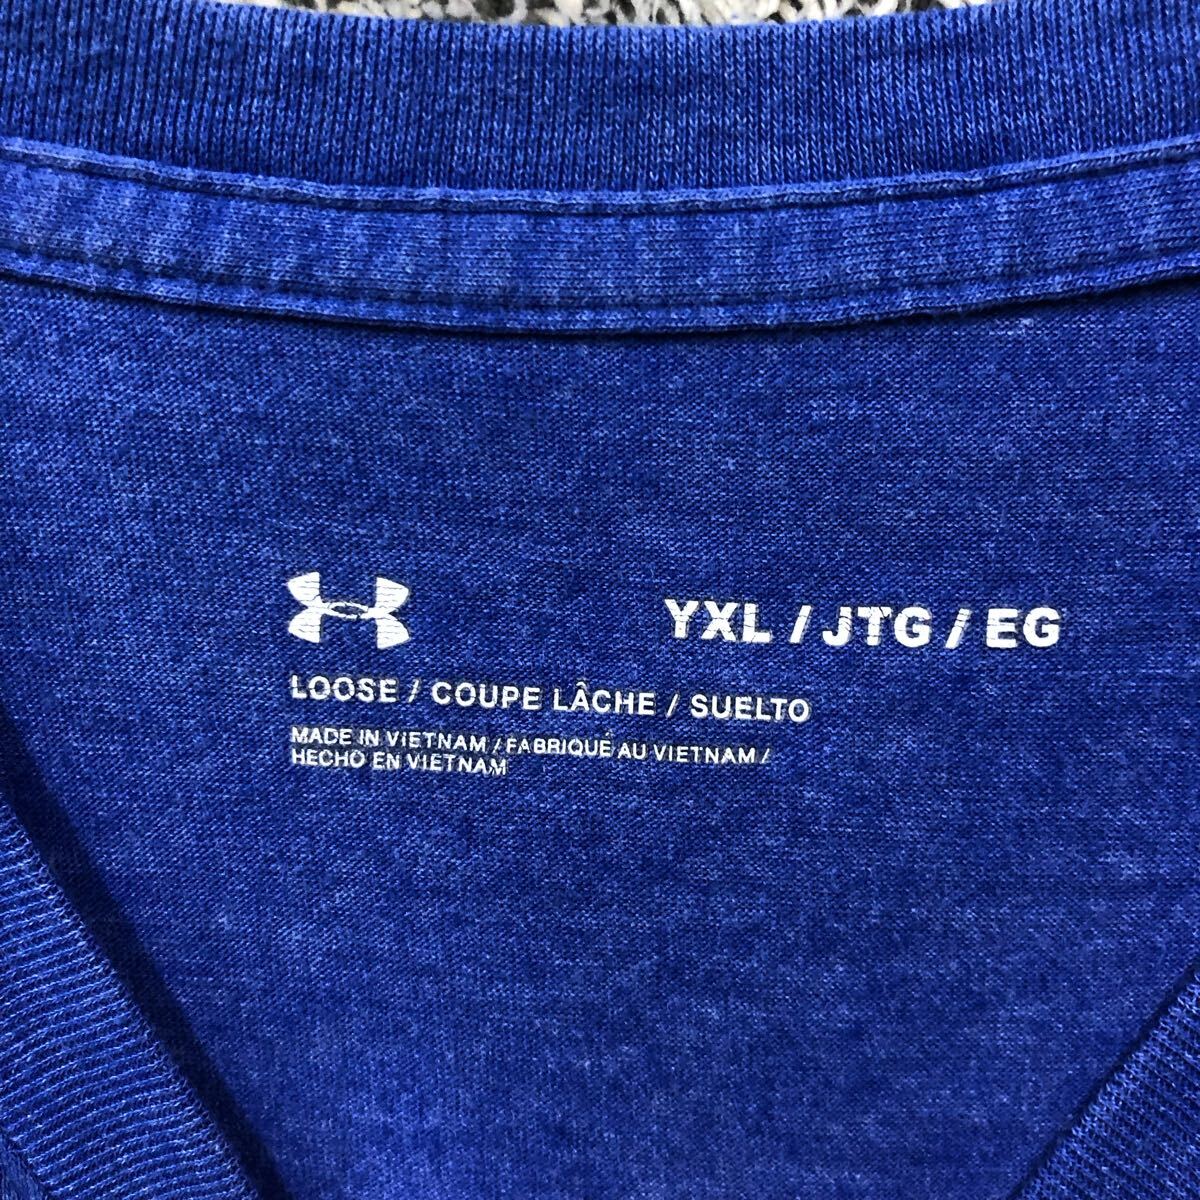 YXL / JTG / EG
LOOSE / COUPE LÂCHE / SUELTO
MADE IN VIETNAM / FABRIQUÉ AU VIETNAM /
HECHO EN VIETNAM